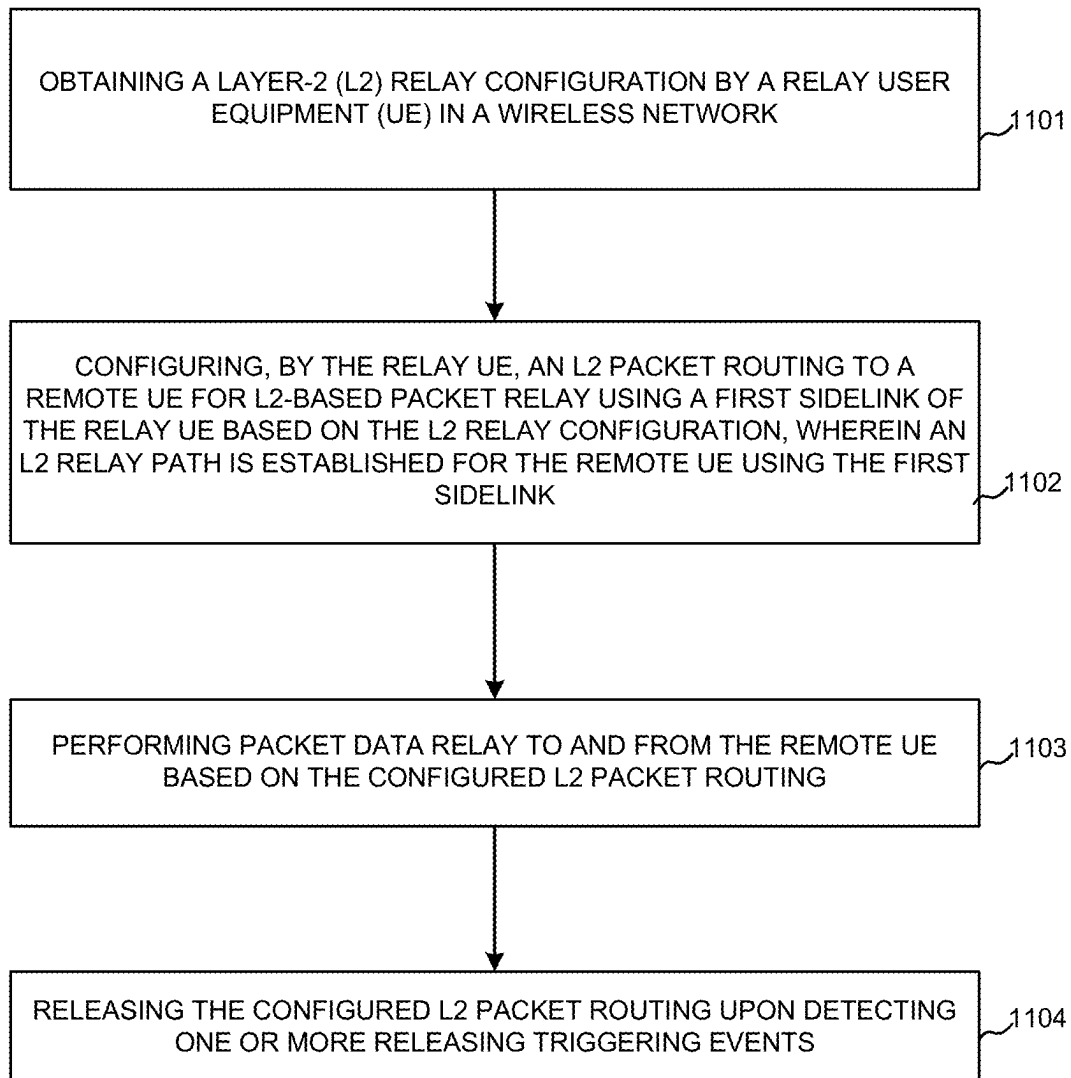 OBTAINING A LAYER-2 (L2) RELAY CONFIGURATION BY A RELAY USER
EQUIPMENT (UE) IN A WIRELESS NETWORK
1101
CONFIGURING, BY THE RELAY UE, AN L2 PACKET ROUTING TO A
REMOTE UE FOR L2-BASED PACKET RELAY USING A FIRST SIDELINK OF
THE RELAY UE BASED ON THE L2 RELAY CONFIGURATION, WHEREIN AN
L2 RELAY PATH IS ESTABLISHED FOR THE REMOTE UE USING THE FIRST
SIDELINK
1102
PERFORMING PACKET DATA RELAY TO AND FROM THE REMOTE UE
BASED ON THE CONFIGURED L2 PACKET ROUTING
1103
RELEASING THE CONFIGURED L2 PACKET ROUTING UPON DETECTING
ONE OR MORE RELEASING TRIGGERING EVENTS
1104